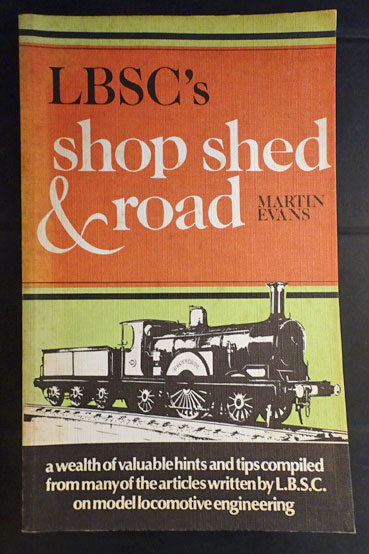 LBSC's
shop shed
& road
MARTIN
EVANS
a wealth of valuable hints and tips compiled
from many of the articles written by L.B.S.C.
on model locomotive engineering